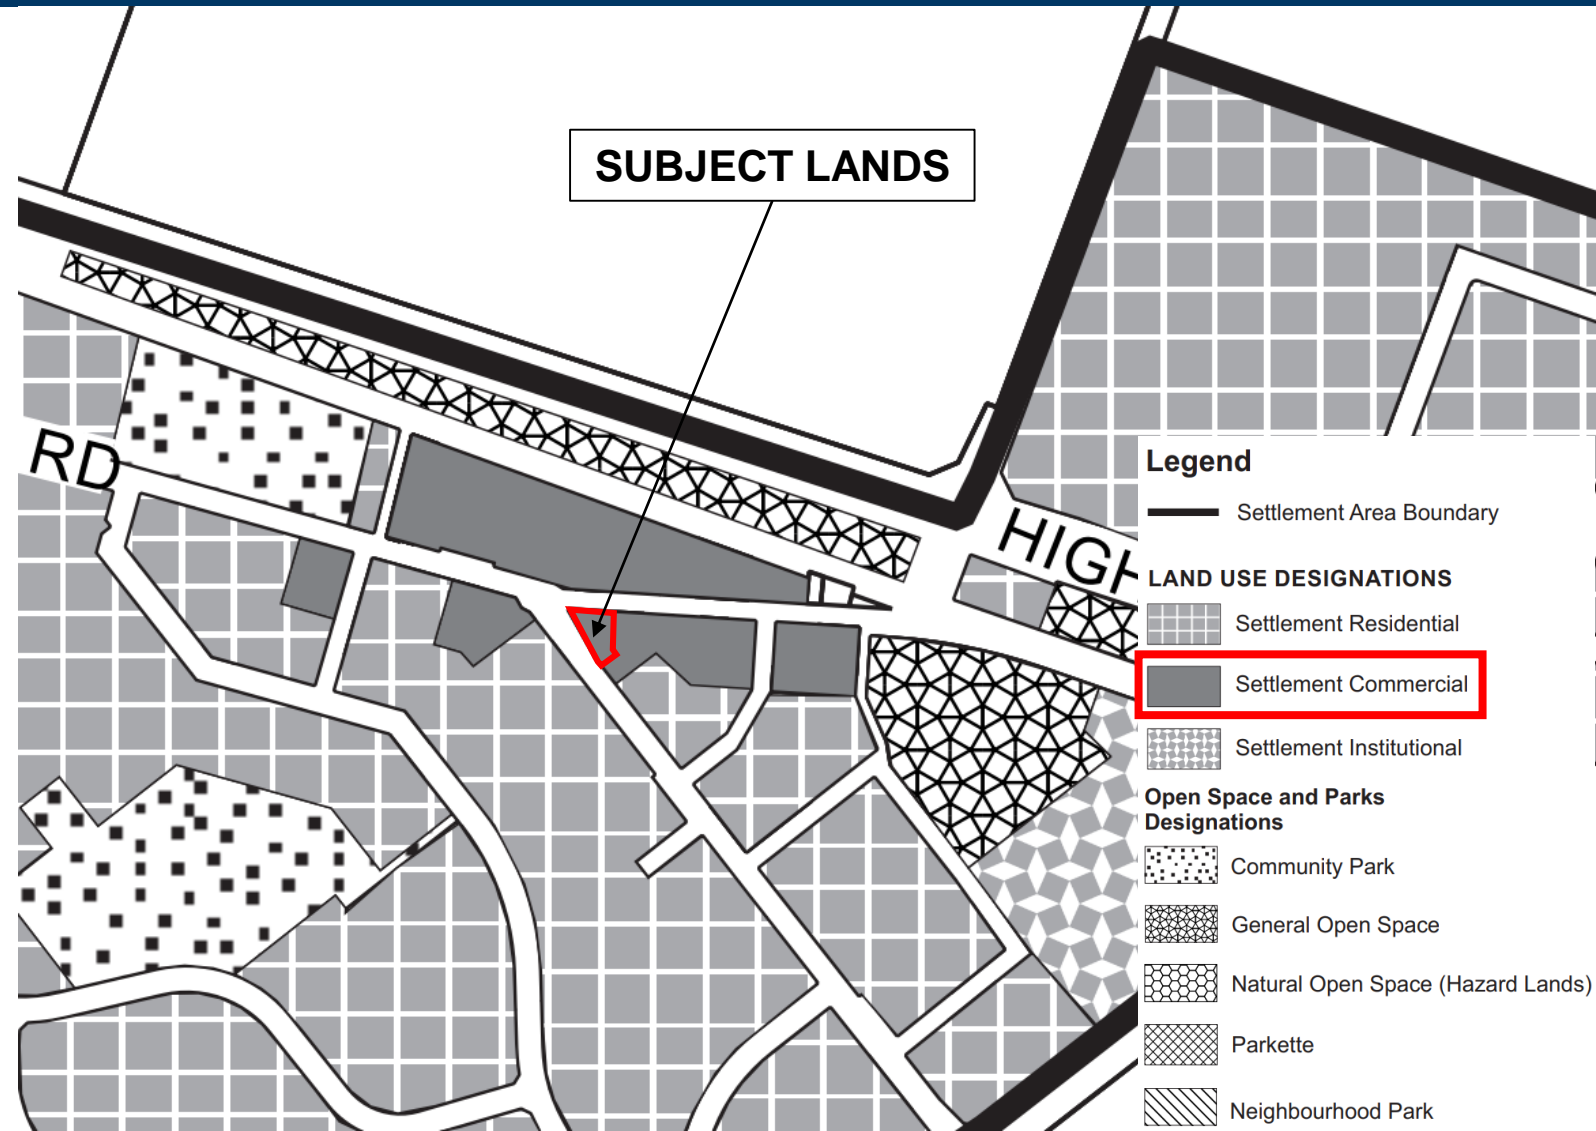 SUBJECT LANDS
RD
HIGH
Legend
Settlement Area Boundary
LAND USE DESIGNATIONS
Settlement Residential
Settlement Commercial
Settlement Institutional
Open Space and Parks
Designations
Community Park
General Open Space
Natural Open Space (Hazard Lands)
Parkette
Neighbourhood Park